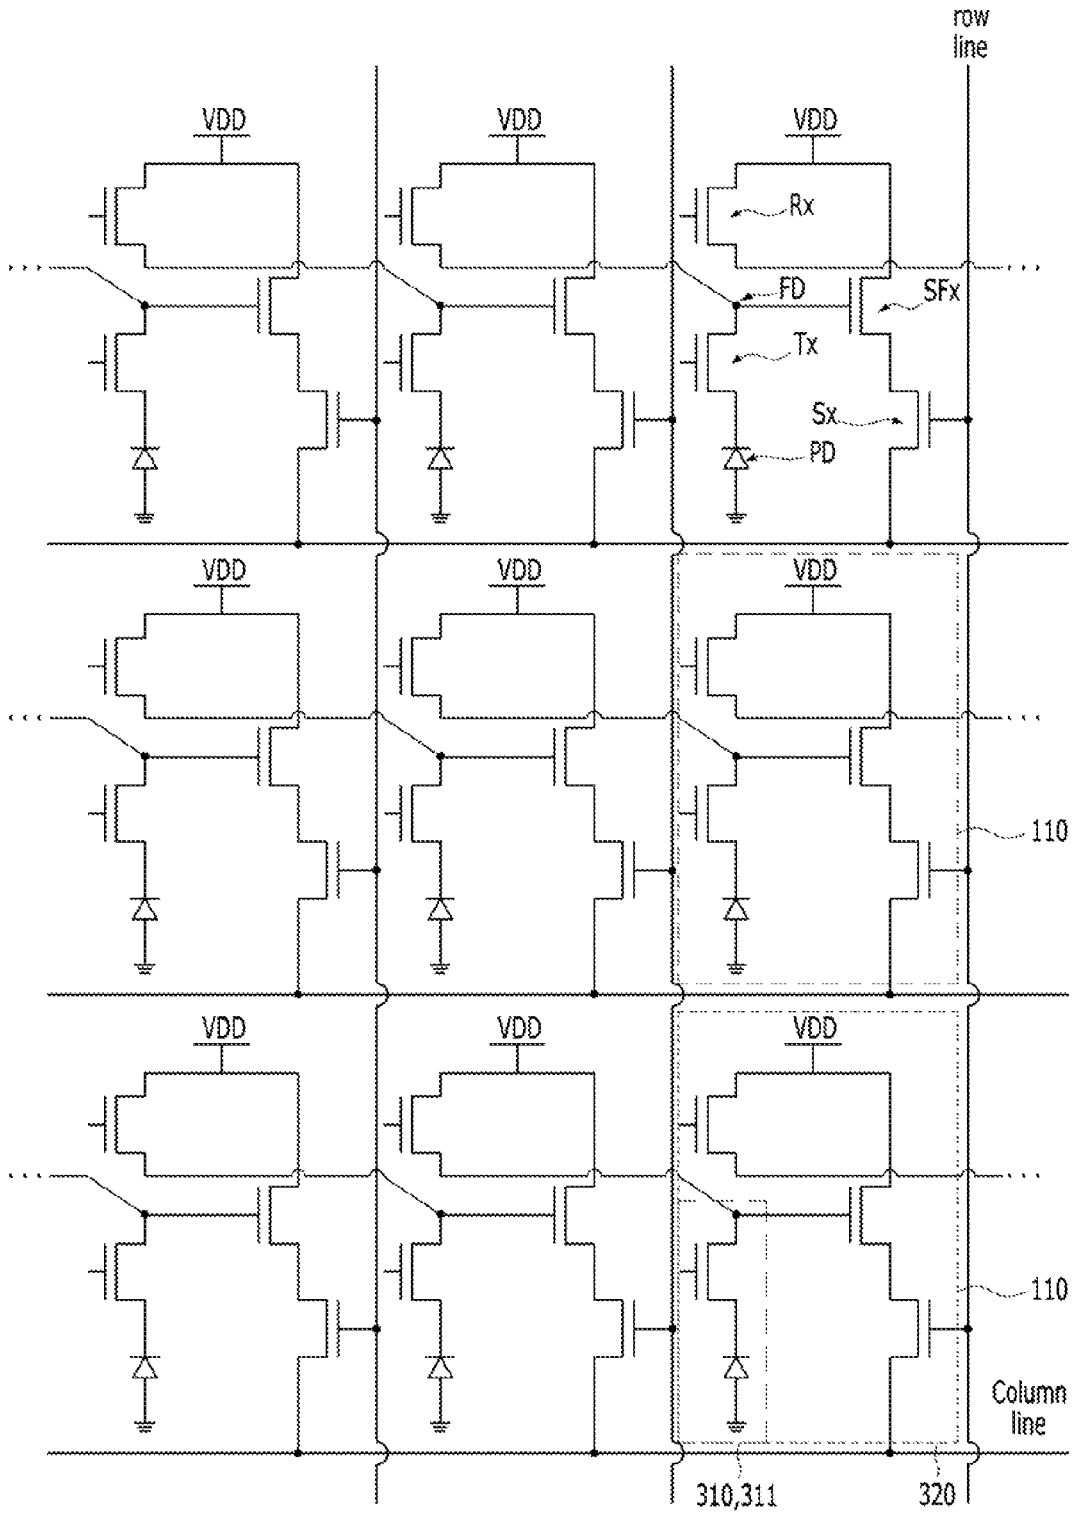 row
line
VDD VDD VDD
Rx
FD SFx
Tx
Sx
PD
VDD VDD VDD
110
VDD VDD VDD
110
Column
line
310,311 320